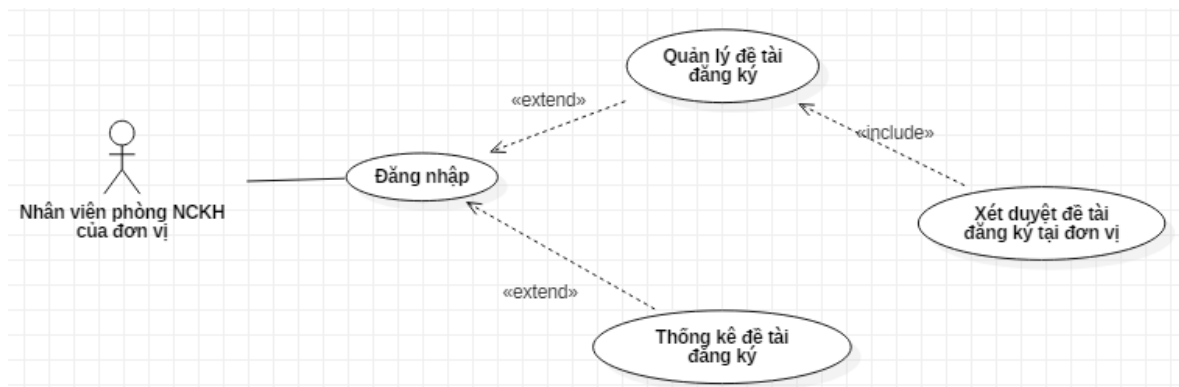 Quản lý đề tài
đăng ký
«extend»
«include»
Đăng nhập
Nhân viên phòng NCKH
của đơn vị
Xét duyệt đề tài
đăng ký tại đơn vị
«extend»
Thống kê đề tài
đăng ký